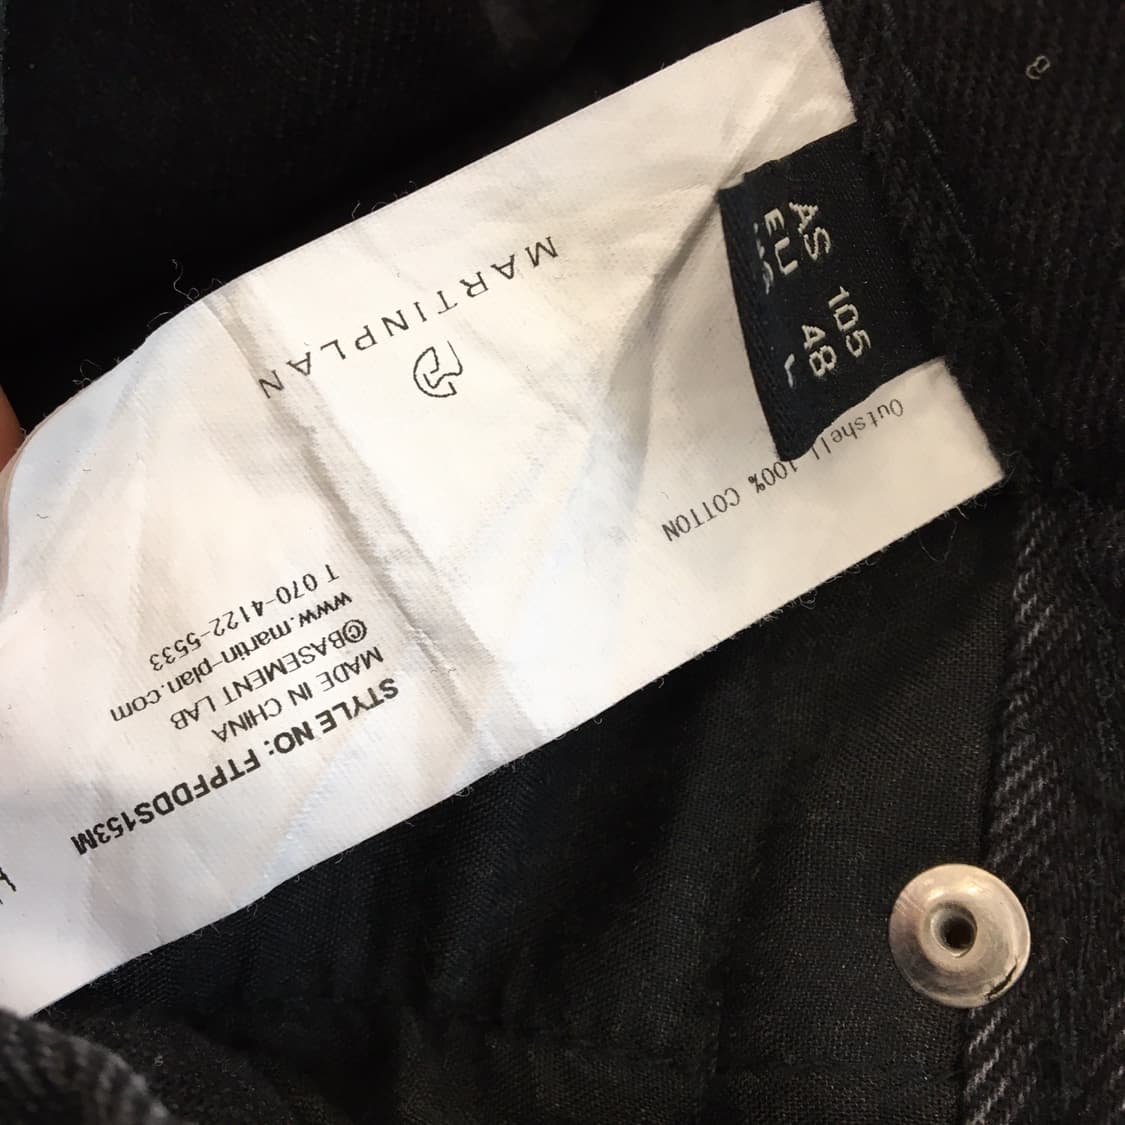 AS 105
EU 48
L
MARTINPLAN
Outshell 100% COTTON
STYLE NO: FTPFDDS153M
MADE IN CHINA
©BASEMENT LAB
www.martin-plan.com
T 070-4122-5533